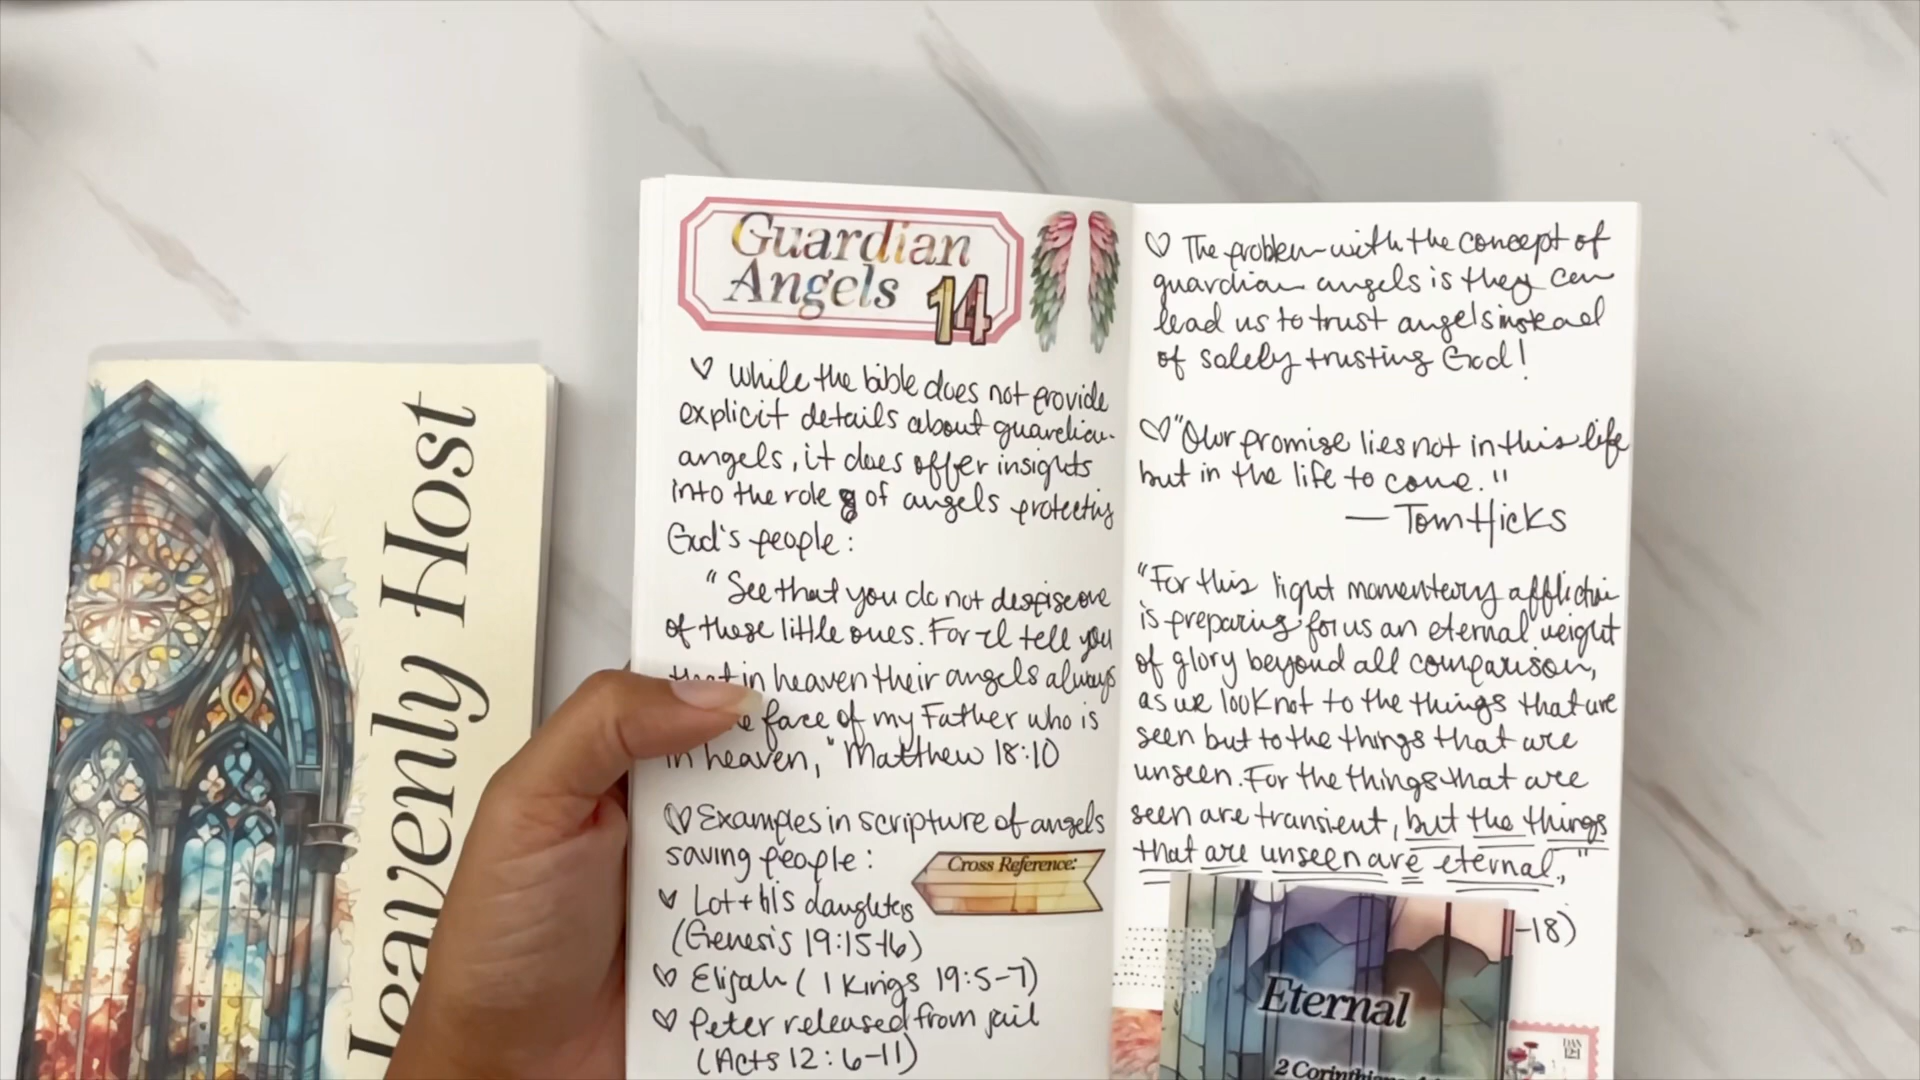 Heavenly Host
Guardian
Angels 14
While the bible does not provide
explicit details about guardian
angels, it does offer insights
into the role of angels protecting
God's people:
"See that you do not despise one
of these little ones. For I tell you
that in heaven their angels always
face of my Father who is
in heaven," Matthew 18:10
Examples in scripture of angels
saving people:
Cross Reference:
Lot + his daughters
(Genesis 19:15-16)
Elijah ( 1 Kings 19:5-7)
Peter released from jail
(Acts 12:6-11)
The problem with the concept of
guardian angels is they can
lead us to trust angels instead
of solely trusting God!
"Our promise lies not in this life
but in the life to come."
— Tom Hicks
"For this light momentary affliction
is preparing for us an eternal weight
of glory beyond all comparison,
as we look not to the things that are
seen but to the things that are
unseen. For the things that are
seen are transient, but the things
that are unseen are eternal,"
-18)
Eternal
2 Corinthians
DAN
12:1